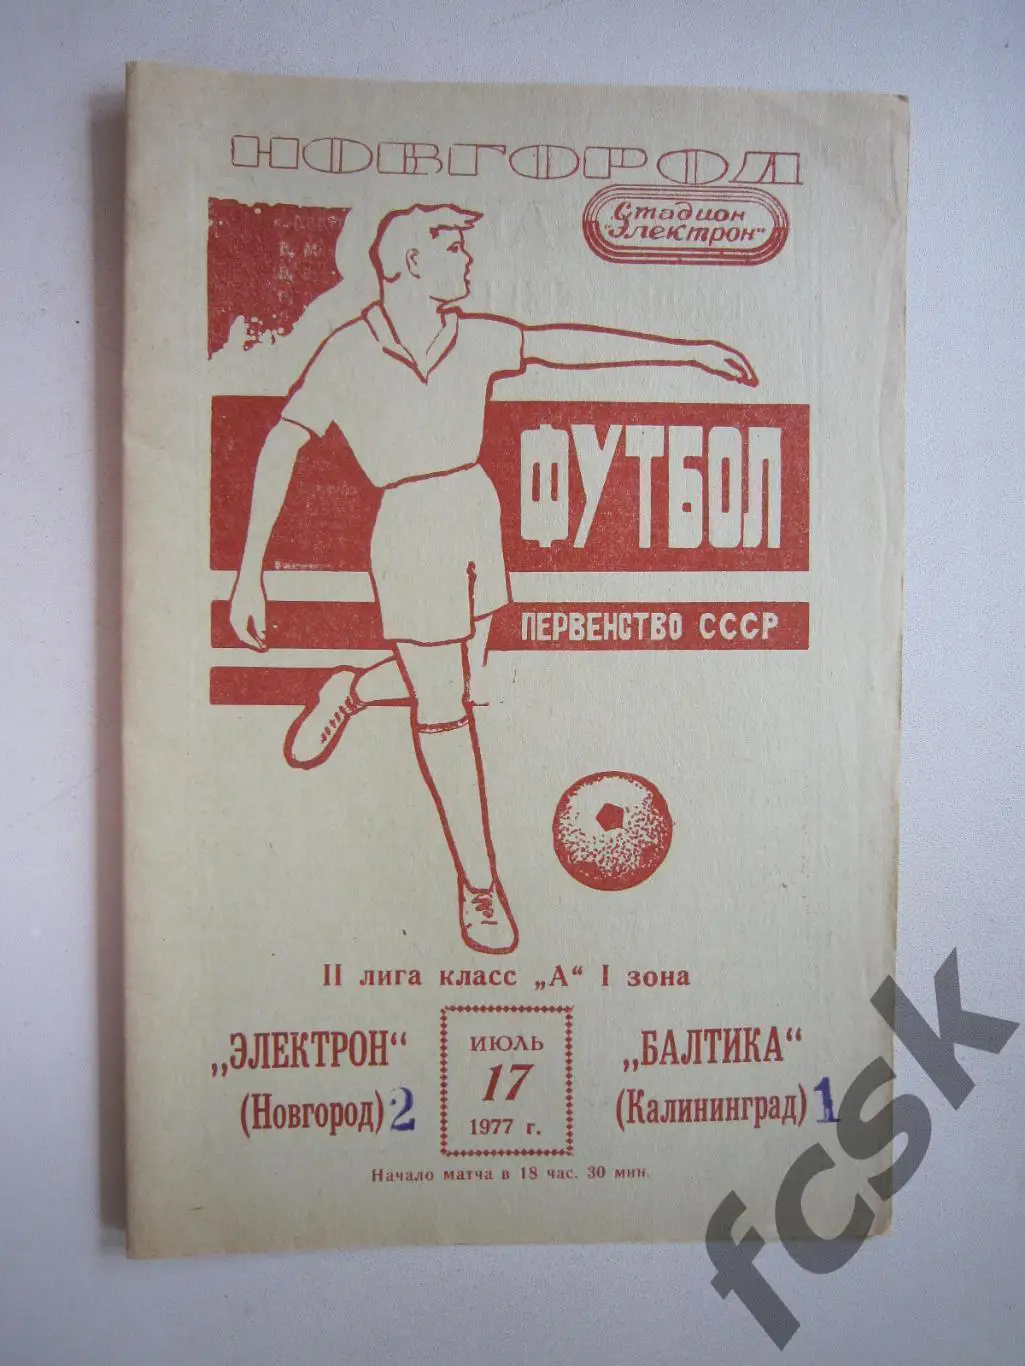 НОВГОРОД
Стадион
"Электрон"
ФУТБОЛ
ПЕРВЕНСТВО СССР
II лига класс „А“ I зона
„ЭЛЕКТРОН“
(Новгород) 2
ИЮЛЬ
17
1977 г.
„БАЛТИКА“
(Калининград) 1
Начало матча в 18 час. 30 мин.
fcsk